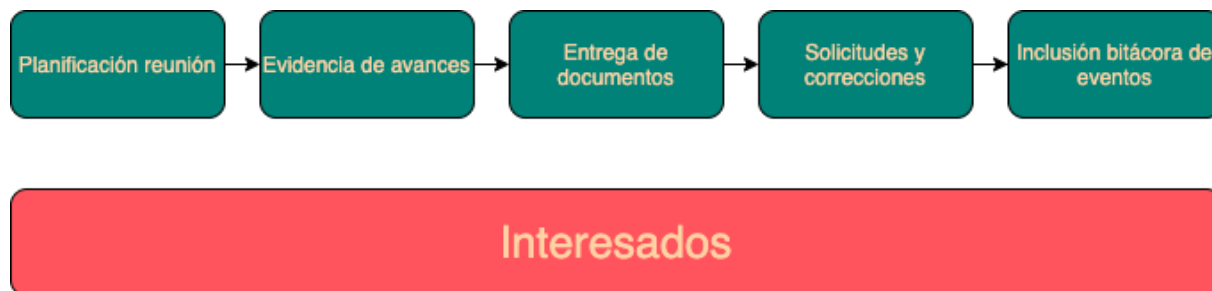 Planificación reunión
Evidencia de avances
Entrega de
documentos
Solicitudes y
correcciones
Inclusión bitácora de
eventos
Interesados